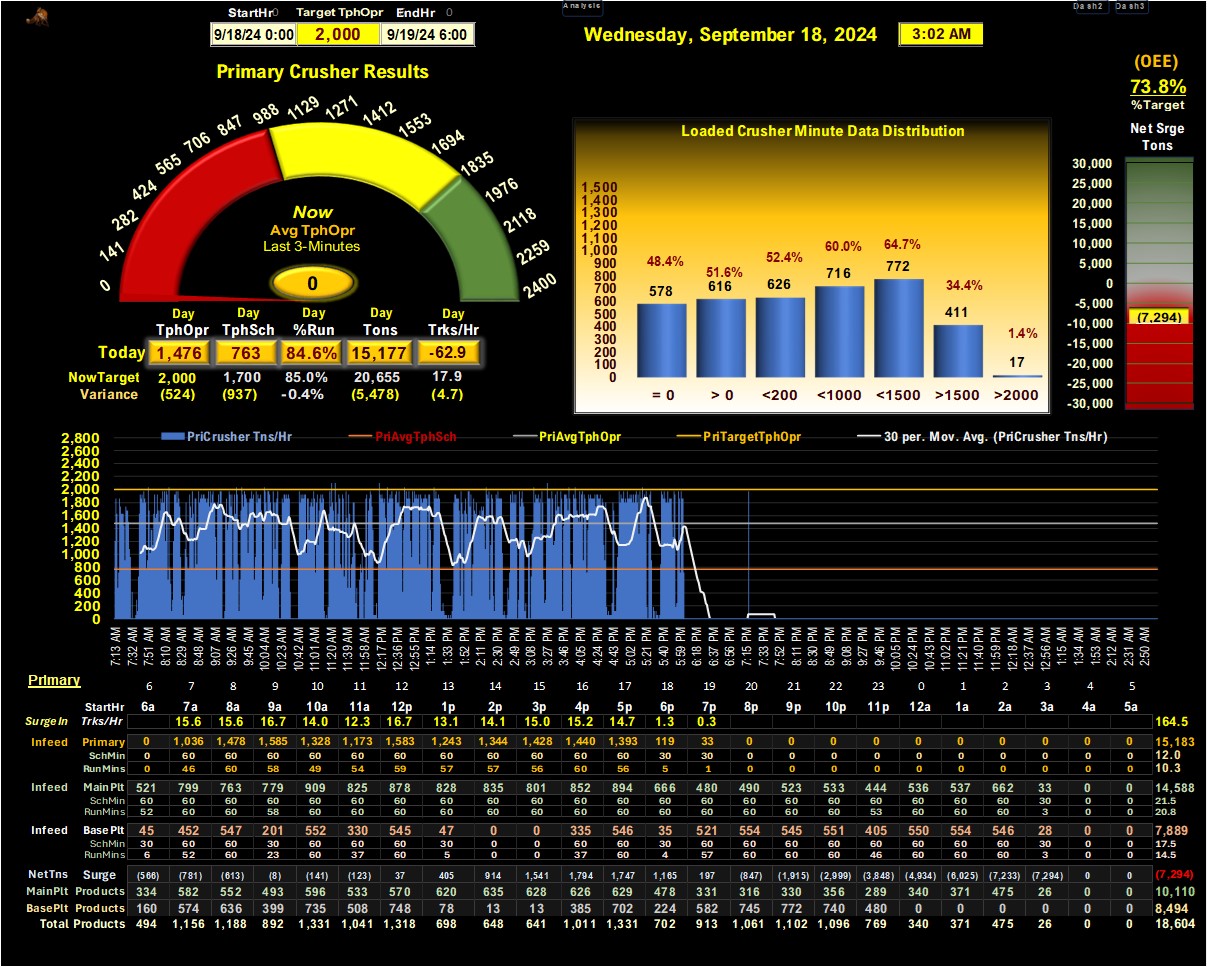 Analysis Dash2 Dash3
StartHr 0 Target TphOpr EndHr 0
9/18/24 0:00 2,000 9/19/24 6:00
Wednesday, September 18, 2024 3:02 AM
Primary Crusher Results
0 141 282 424 565 706 847 988 1129 1271 1412 1553 1694 1835 1976 2118 2259 2400
Now
Avg TphOpr
Last 3-Minutes
0
Day Day Day Day Day
TphOpr TphSch %Run Tons Trks/Hr
Today 1,476 763 84.6% 15,177 -62.9
NowTarget 2,000 1,700 85.0% 20,655 17.9
Variance (524) (937) -0.4% (5,478) (4.7)
Loaded Crusher Minute Data Distribution
1,500
1,400
1,300
1,200
1,100
1,000
900
800
700
600
500
400
300
200
100
0
48.4% 51.6% 52.4% 60.0% 64.7% 34.4% 1.4%
578 616 626 716 772 411 17
= 0 > 0 <200 <1000 <1500 >1500 >2000
(OEE)
73.8%
%Target
Net Srge
Tons
30,000
25,000
20,000
15,000
10,000
5,000
0
-5,000
(7,294)
-10,000
-15,000
-20,000
-25,000
-30,000
PriCrusher Tns/Hr PriAvgTphSch PriAvgTphOpr PriTargetTphOpr 30 per. Mov. Avg. (PriCrusher Tns/Hr)
2,800
2,600
2,400
2,200
2,000
1,800
1,600
1,400
1,200
1,000
800
600
400
200
0
7:13 AM 7:32 AM 7:51 AM 8:10 AM 8:29 AM 8:48 AM 9:07 AM 9:26 AM 9:45 AM 10:04 AM 10:23 AM 10:42 AM 11:01 AM 11:20 AM 11:39 AM 11:58 AM 12:17 PM 12:36 PM 12:55 PM 1:14 PM 1:33 PM 2:11 PM 2:30 PM 2:49 PM 3:08 PM 3:27 PM 3:46 PM 4:05 PM 4:24 PM 4:43 PM 5:02 PM 5:21 PM 5:40 PM 5:59 PM 6:18 PM 6:37 PM 6:56 PM 7:15 PM 7:33 PM 7:52 PM 8:11 PM 8:30 PM 8:49 PM 9:08 PM 9:27 PM 9:46 PM 10:05 PM 10:24 PM 10:43 PM 11:02 PM 11:21 PM 11:40 PM 11:59 PM 12:18 AM 12:37 AM 12:56 AM 1:15 AM 1:34 AM 1:53 AM 2:12 AM 2:31 AM 2:50 AM
Primary 6 7 8 9 10 11 12 13 14 15 16 17 18 19 20 21 22 23 0 1 2 3 4 5
StartHr 6a 7a 8a 9a 10a 11a 12p 1p 2p 3p 4p 5p 6p 7p 8p 9p 10p 11p 12a 1a 2a 3a 4a 5a
SurgeIn Trks/Hr 15.6 15.6 16.7 14.0 12.3 16.7 13.1 14.1 15.0 15.2 14.7 1.3 0.3 164.5
Infeed Primary 0 1,036 1,478 1,585 1,328 1,173 1,583 1,243 1,344 1,428 1,440 1,393 119 33 0 0 0 0 0 0 0 0 0 0 15,183
SchMin 0 60 60 60 60 60 60 60 60 60 60 60 30 30 0 0 0 0 0 0 0 0 0 0 12.0
RunMins 0 46 60 58 49 54 59 57 57 56 60 56 5 1 0 0 0 0 0 0 0 0 0 0 10.3
Infeed MainPlt 521 799 763 779 909 825 878 828 835 801 852 894 666 480 490 523 533 444 536 537 662 33 0 0 14,588
SchMin 60 60 60 60 60 60 60 60 60 60 60 60 60 60 60 60 60 60 60 60 60 30 0 0 21.5
RunMins 52 60 60 58 60 60 60 60 60 60 60 60 60 60 60 60 60 53 60 60 60 3 0 0 20.8
Infeed BasePlt 45 452 547 201 552 330 545 47 0 0 335 546 35 521 554 545 551 405 550 554 546 28 0 0 7,889
SchMin 30 60 60 30 60 60 60 30 0 0 60 60 30 60 60 60 60 60 60 60 60 30 0 0 17.5
RunMins 6 52 60 23 60 37 60 5 0 0 37 60 4 57 60 60 60 46 60 60 60 3 0 0 14.5
NetTns Surge (566) (781) (613) (8) (141) (123) 37 405 914 1,541 1,794 1,747 1,165 197 (847) (1,915) (2,999) (3,848) (4,934) (6,025) (7,233) (7,294) 0 0 (7,294)
MainPlt Products 334 582 552 493 596 533 570 620 635 628 626 629 478 331 316 330 356 289 340 371 475 26 0 0 10,110
BasePlt Products 160 574 636 399 735 508 748 78 13 13 385 702 224 582 745 772 740 480 0 0 0 0 0 0 8,494
Total Products 494 1,156 1,188 892 1,331 1,041 1,318 698 648 641 1,011 1,331 702 913 1,061 1,102 1,096 769 340 371 475 26 0 0 18,604